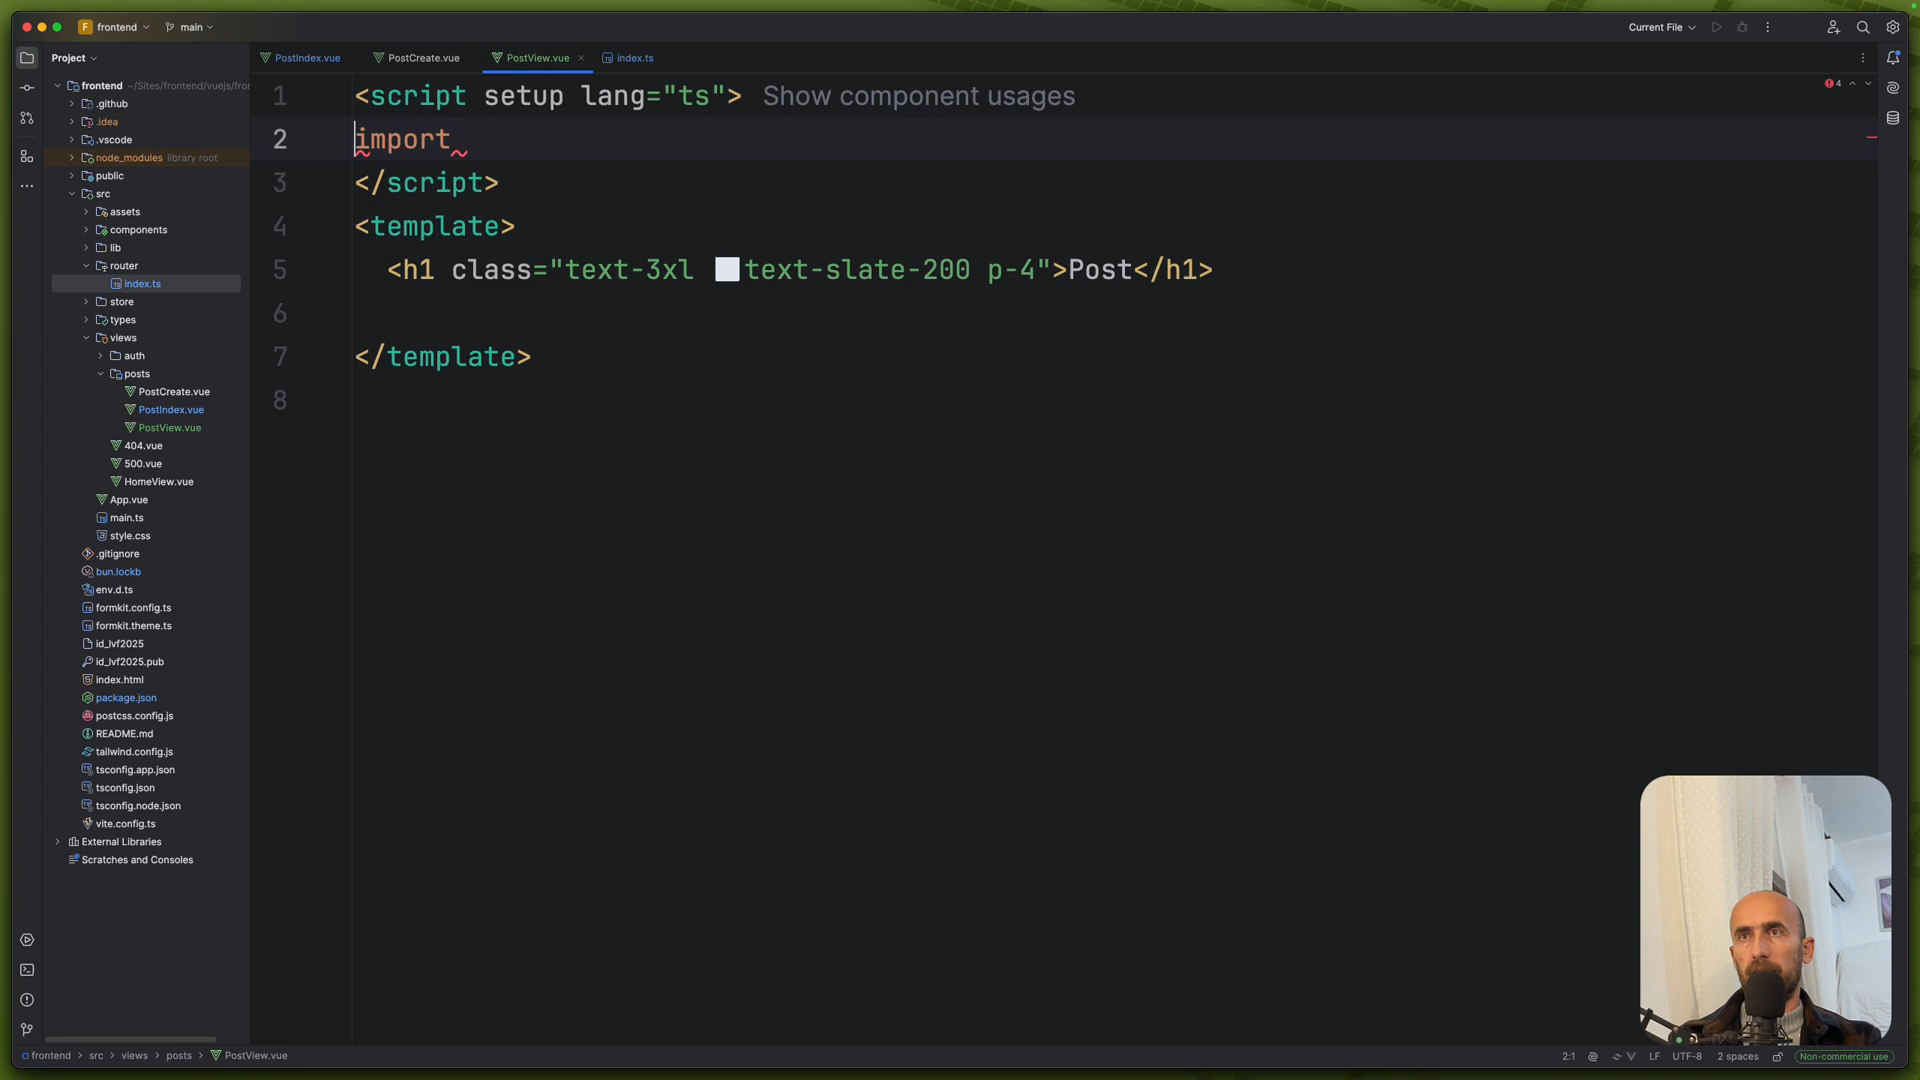 F frontend main
Current File
Project
PostIndex.vue PostCreate.vue PostView.vue index.ts
frontend ~/Sites/frontend/vuejs/fron
.github
.idea
.vscode
node_modules library root
public
src
assets
components
lib
router
index.ts
store
types
views
auth
posts
PostCreate.vue
PostIndex.vue
PostView.vue
404.vue
500.vue
HomeView.vue
App.vue
main.ts
style.css
.gitignore
bun.lockb
env.d.ts
formkit.config.ts
formkit.theme.ts
id_lvf2025
id_lvf2025.pub
index.html
package.json
postcss.config.js
README.md
tailwind.config.js
tsconfig.app.json
tsconfig.json
tsconfig.node.json
vite.config.ts
External Libraries
Scratches and Consoles
4
1 <script setup lang="ts"> Show component usages
2 import
3 </script>
4 <template>
5 <h1 class="text-3xl text-slate-200 p-4">Post</h1>
6
7 </template>
8
frontend > src > views > posts > PostView.vue
2:1 LF UTF-8 2 spaces Non-commercial use